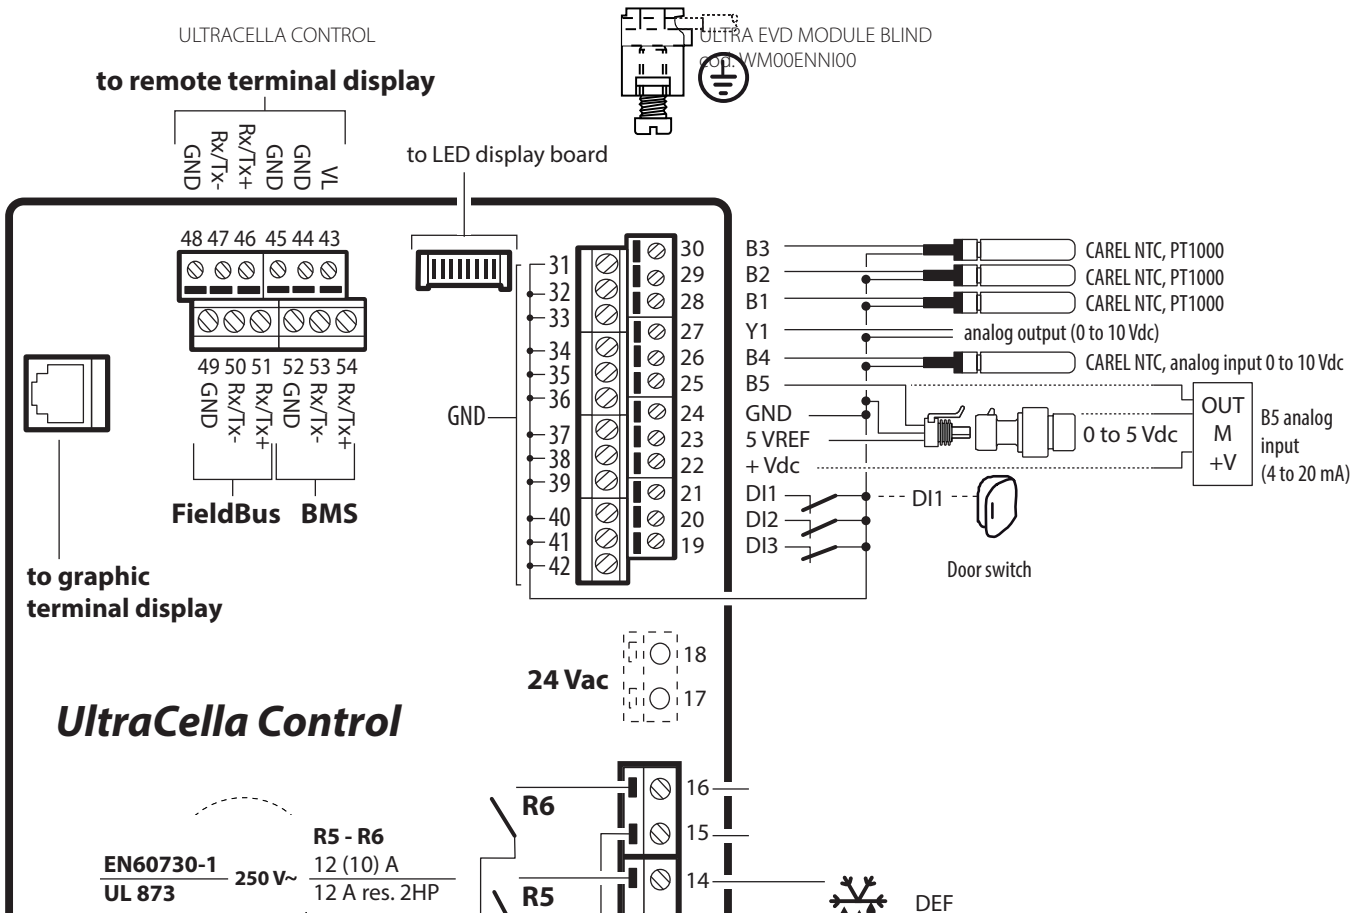 ULTRACELLA CONTROL
ULTRA EVD MODULE BLIND
cod. WM00ENNI00
to remote terminal display
GND
Rx/Tx-
Rx/Tx+
GND
GND
VL
to LED display board
48 47 46 45 44 43
49 50 51 52 53 54
GND
Rx/Tx-
Rx/Tx+
GND
Rx/Tx-
Rx/Tx+
FieldBus BMS
to graphic
terminal display
GND
31
32
33
34
35
36
37
38
39
40
41
42
30
29
28
27
26
25
24
23
22
21
20
19
B3
B2
B1
Y1
B4
B5
GND
5 VREF
+ Vdc
DI1
DI2
DI3
CAREL NTC, PT1000
CAREL NTC, PT1000
CAREL NTC, PT1000
analog output (0 to 10 Vdc)
CAREL NTC, analog input 0 to 10 Vdc
0 to 5 Vdc
OUT
M
+V
B5 analog
input
(4 to 20 mA)
DI1
Door switch
24 Vac
18
17
UltraCella Control
R6
16
15
R5
14
DEF
R5 - R6
EN60730-1
UL 873
250 V~
12 (10) A
12 A res. 2HP